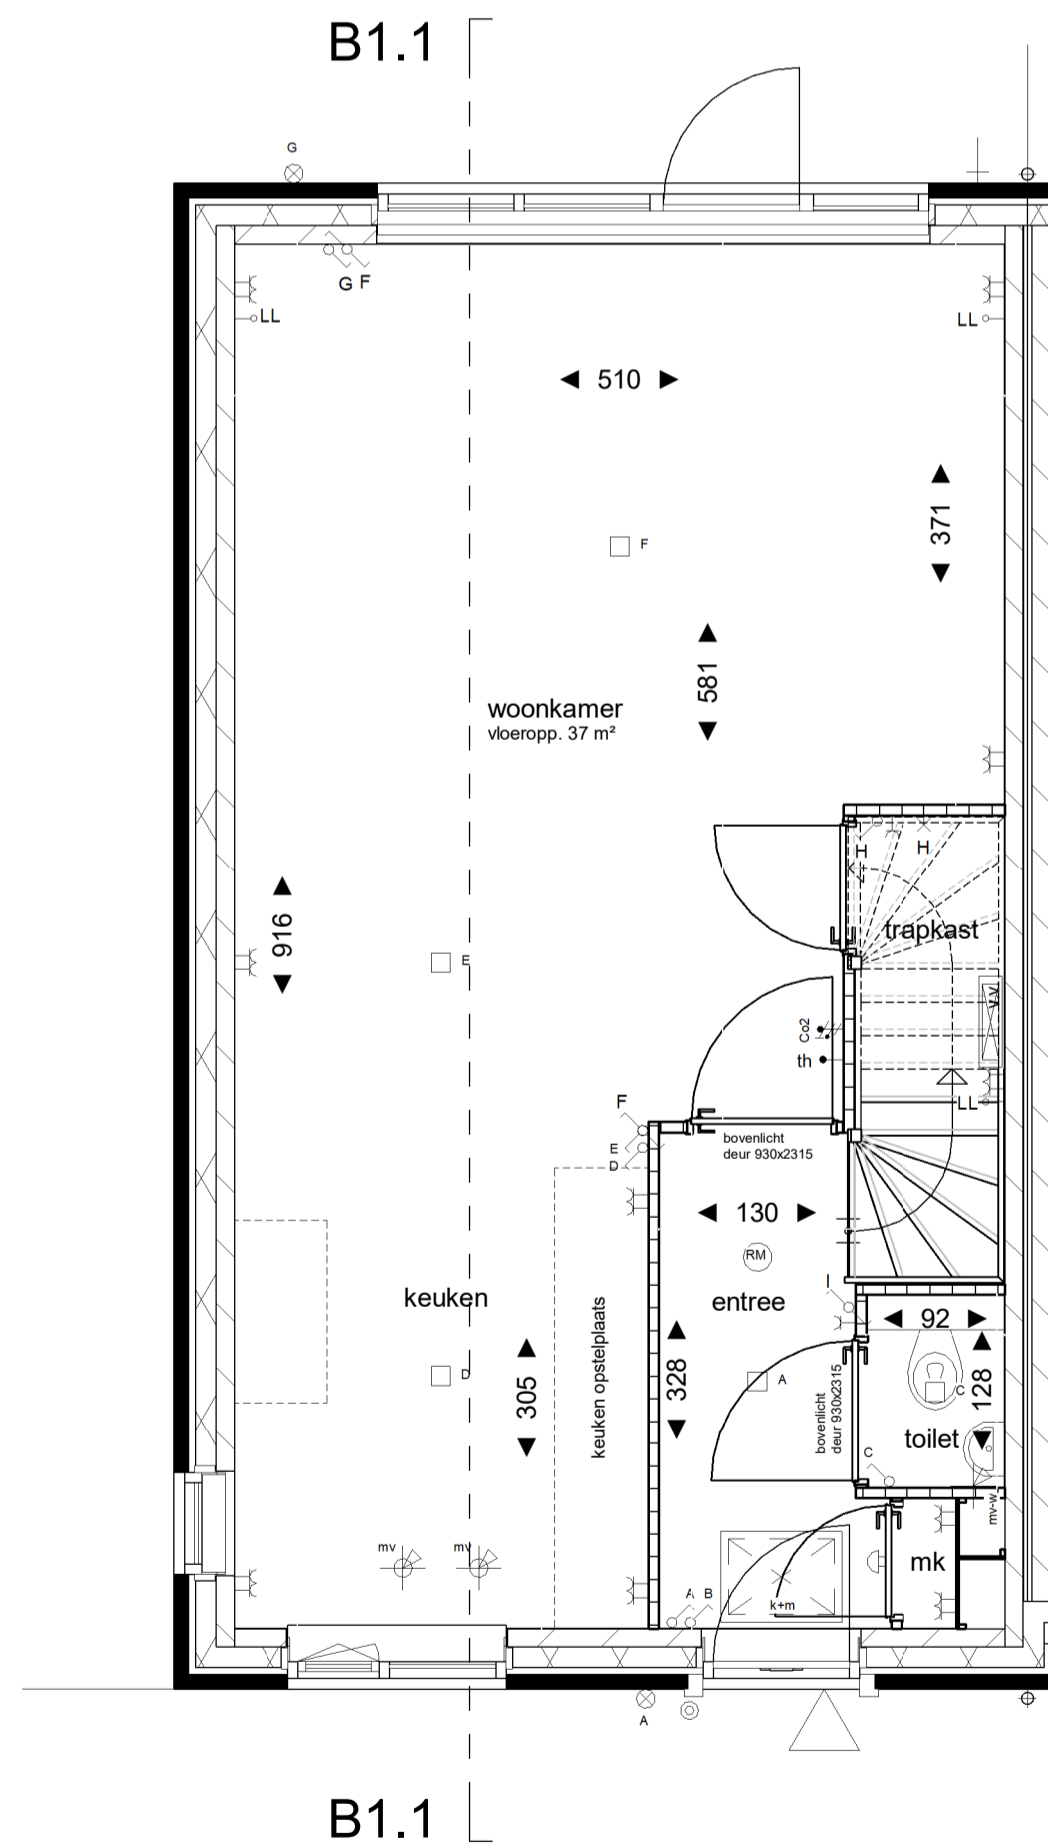 B1.1
G
G F
LL
LL
510
371
F
581
woonkamer
vloeropp. 37 m²
H
H
trapkast
916
E
v.v.
Co2
th
LL
F
bovenlicht
deur 930x2315
E
D
130
RM
keuken
entree
I
92
keuken opstelplaats
305
328
D
A
bovenlicht
deur 930x2315
C
128
toilet
C
mv-w
mv
mv
mk
A
B
k+m
A
B1.1